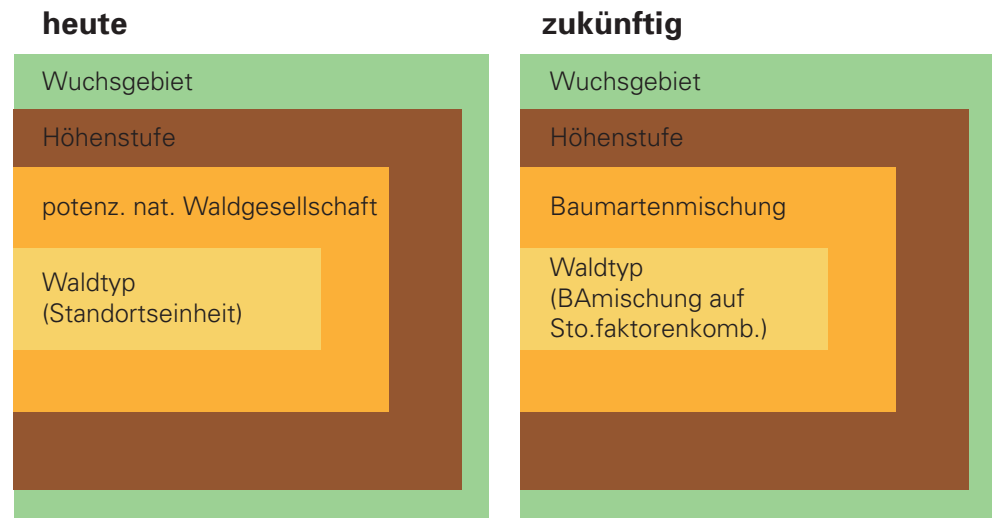 heute
Wuchsgebiet
Höhenstufe
potenz. nat. Waldgesellschaft
Waldtyp
(Standortseinheit)
zukünftig
Wuchsgebiet
Höhenstufe
Baumartenmischung
Waldtyp
(BAmischung auf
Sto.faktorenkomb.)